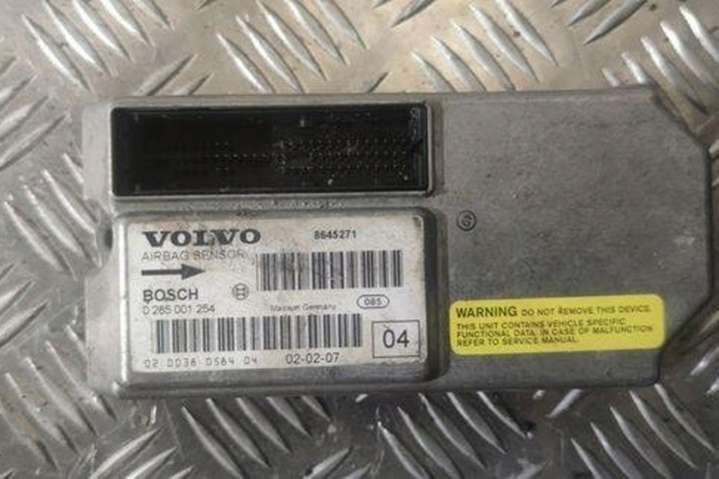 VOLVO
8645271
AIRBAG SENSOR
BOSCH
0 285 001 254
Made in Germany
085
04
02 0036 0584 04
02-02-07
WARNING DO NOT REMOVE THIS DEVICE.
THIS UNIT CONTAINS VEHICLE SPECIFIC
FUNCTIONAL DATA. IN CASE OF MALFUNCTION
REFER TO SERVICE MANUAL.